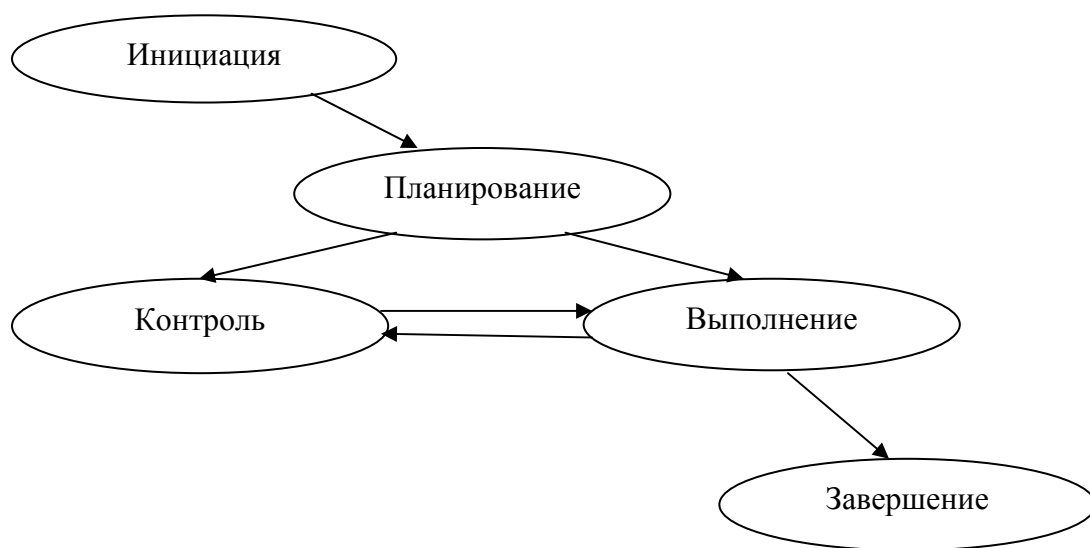 Инициация
Планирование
Контроль
Выполнение
Завершение